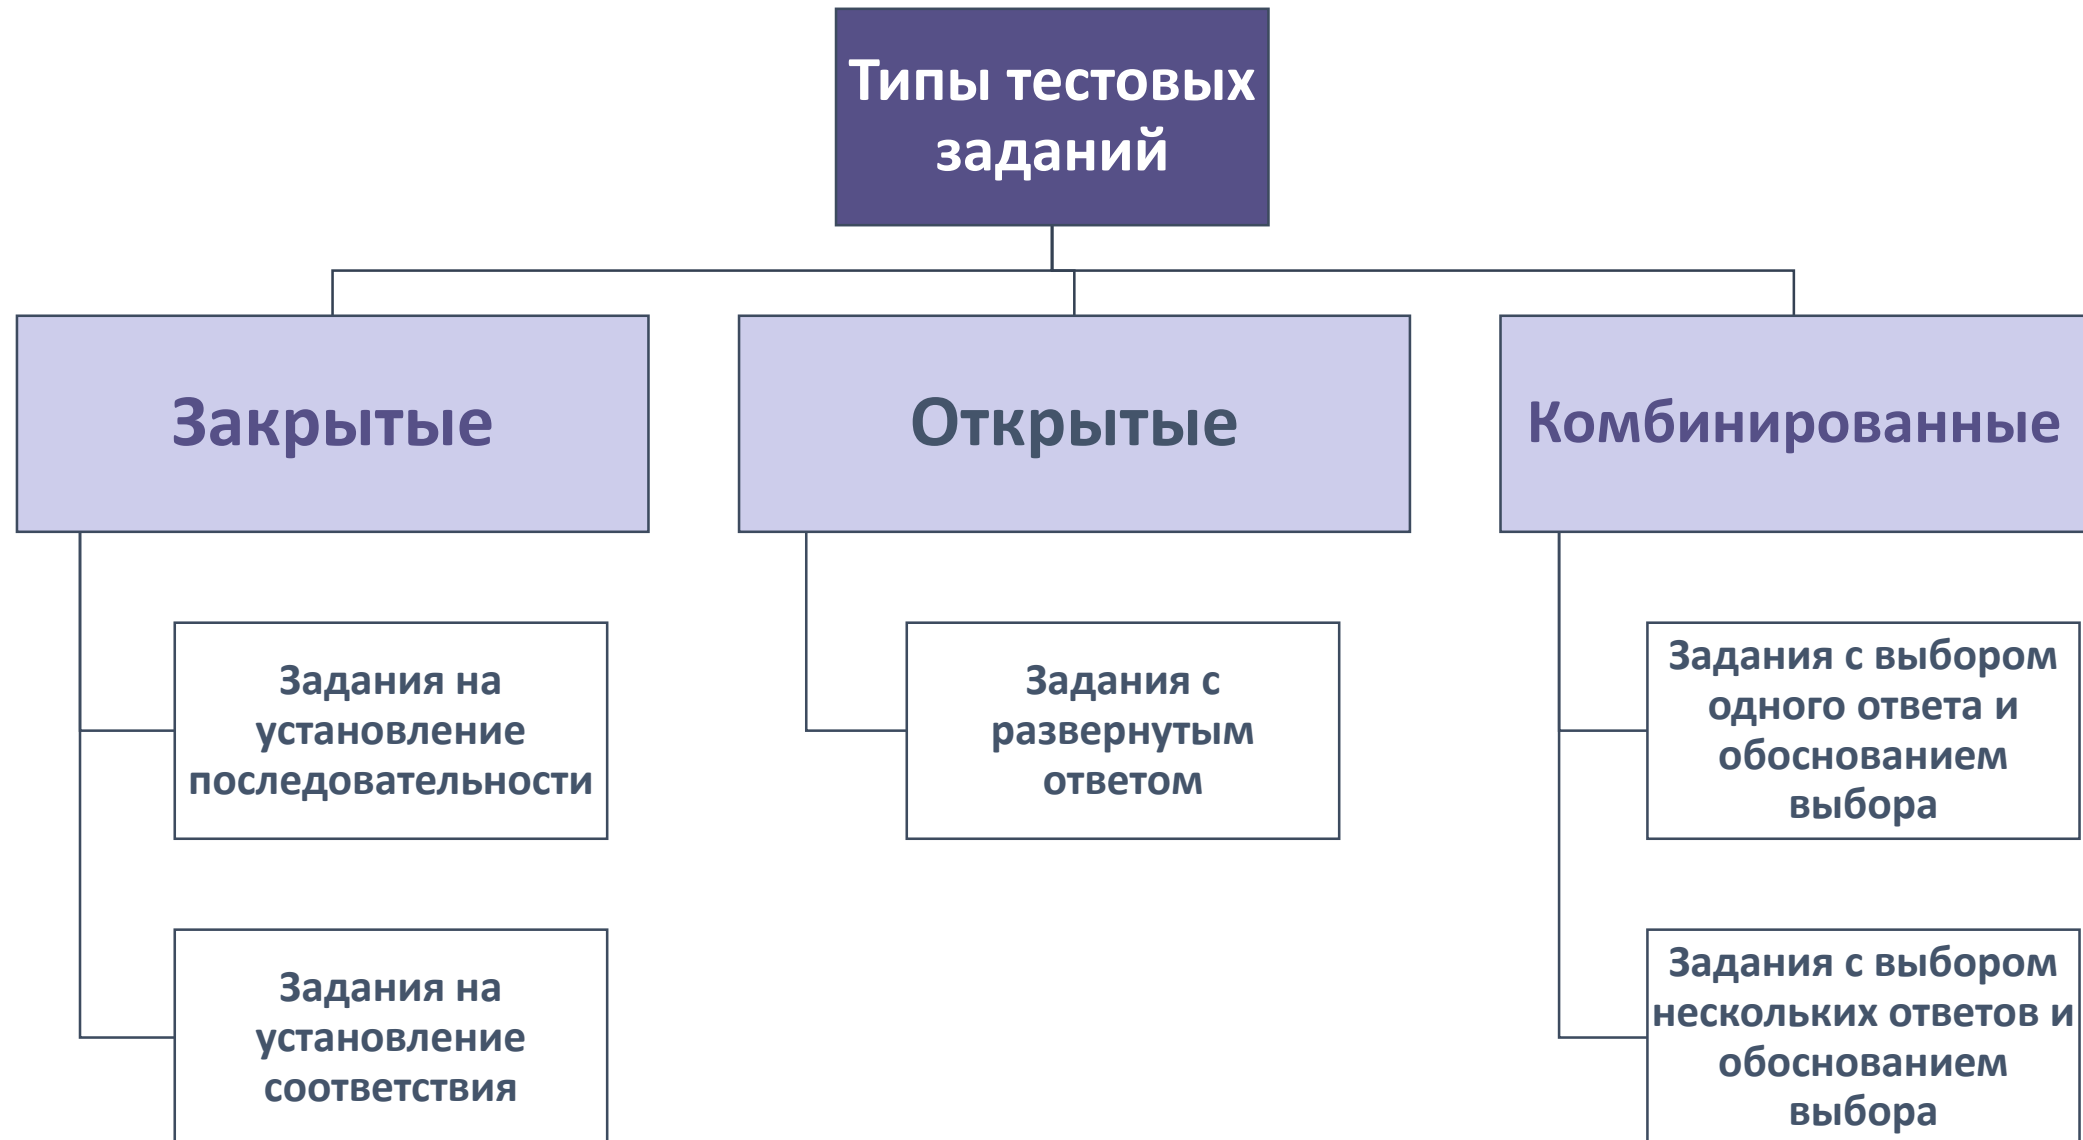 Типы тестовых
заданий
Закрытые
Открытые
Комбинированные
Задания на
установление
последовательности
Задания с
развернутым
ответом
Задания с выбором
одного ответа и
обоснованием
выбора
Задания на
установление
соответствия
Задания с выбором
нескольких ответов и
обоснованием
выбора